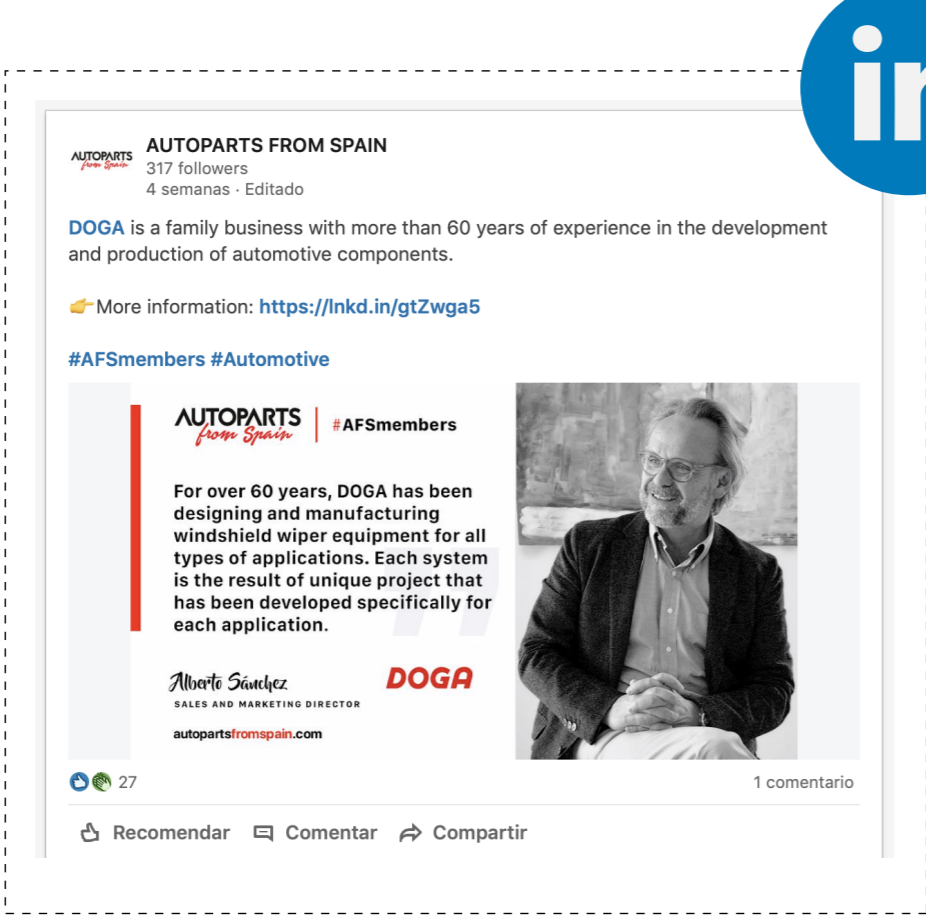 in
AUTOPARTS
from Spain
AUTOPARTS FROM SPAIN
317 followers
4 semanas · Editado
DOGA is a family business with more than 60 years of experience in the development
and production of automotive components.
👉More information: https://lnkd.in/gtZwga5
#AFSmembers #Automotive
AUTOPARTS
from Spain
#AFSmembers
For over 60 years, DOGA has been
designing and manufacturing
windshield wiper equipment for all
types of applications. Each system
is the result of unique project that
has been developed specifically for
each application.
Alberto Sánchez
SALES AND MARKETING DIRECTOR
DOGA
autopartsfromspain.com
27
1 comentario
Recomendar
Comentar
Compartir